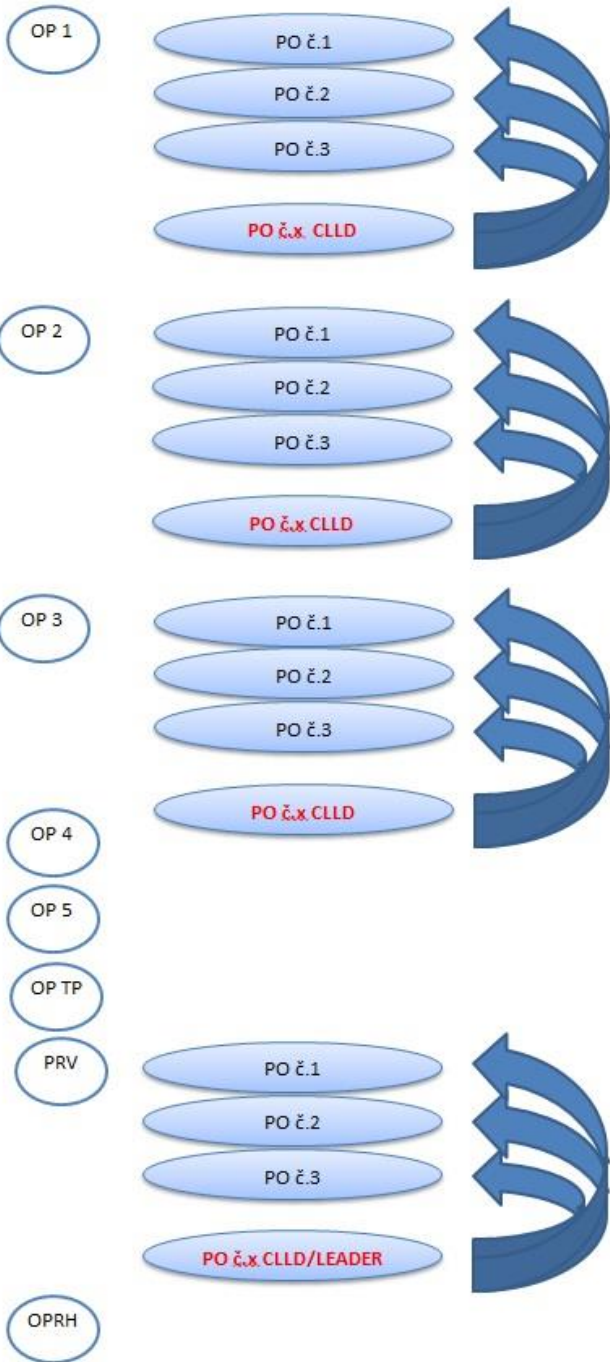 OP 1
PO č.1
PO č.2
PO č.3
PO č.x CLLD
OP 2
PO č.1
PO č.2
PO č.3
PO č.x CLLD
OP 3
PO č.1
PO č.2
PO č.3
PO č.x CLLD
OP 4
OP 5
OP TP
PRV
PO č.1
PO č.2
PO č.3
PO č.x CLLD/LEADER
OPRH